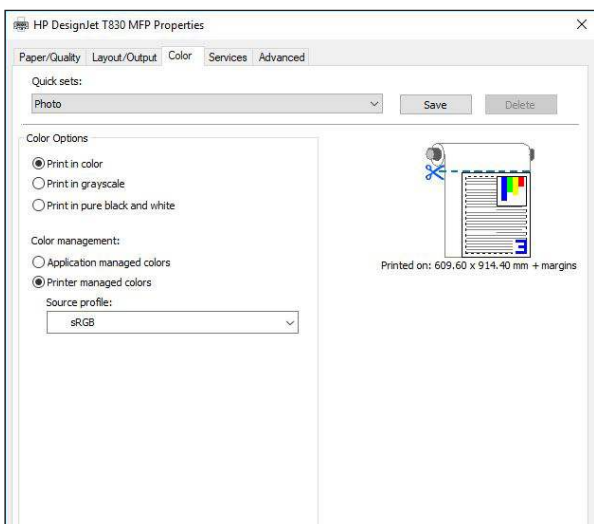 HP DesignJet T830 MFP Properties
Paper/Quality Layout/Output Color Services Advanced
Quick sets:
Photo
Save Delete
Color Options
Print in color
Print in grayscale
Print in pure black and white
Color management:
Application managed colors
Printer managed colors
Source profile:
sRGB
3
Printed on: 609.60 x 914.40 mm + margins